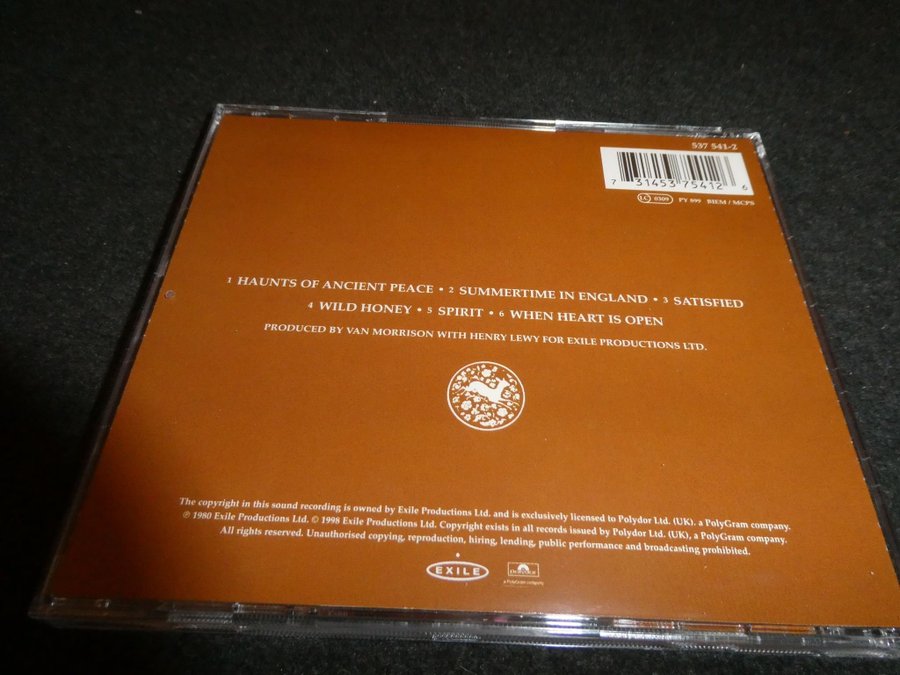 537 541-2
7 31453 75412 6
LC 0309 PY 899 BIEM / MCPS
1 HAUNTS OF ANCIENT PEACE • 2 SUMMERTIME IN ENGLAND • 3 SATISFIED
4 WILD HONEY • 5 SPIRIT • 6 WHEN HEART IS OPEN
PRODUCED BY VAN MORRISON WITH HENRY LEWY FOR EXILE PRODUCTIONS LTD.
The copyright in this sound recording is owned by Exile Productions Ltd. and is exclusively licensed to Polydor Ltd. (UK). a PolyGram company.
℗ 1980 Exile Productions Ltd. © 1998 Exile Productions Ltd. Copyright exists in all records issued by Polydor Ltd. (UK), a PolyGram company.
All rights reserved. Unauthorised copying, reproduction, hiring, lending, public performance and broadcasting prohibited.
EXILE
Polydor
a PolyGram company